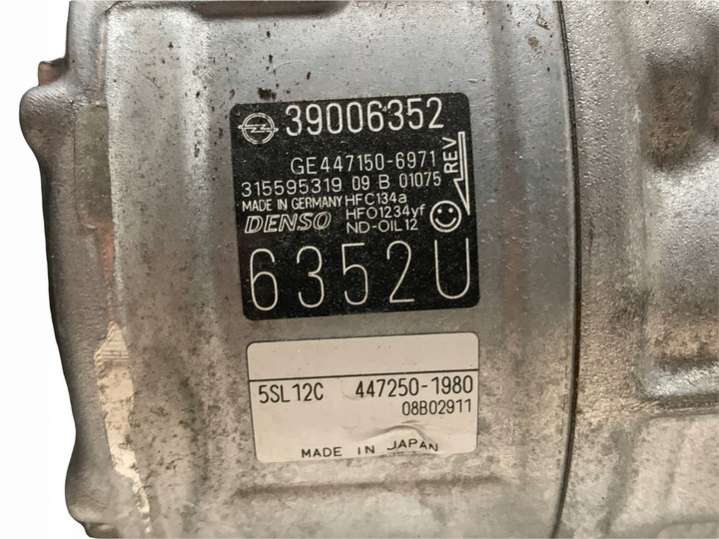 39006352
GE447150-6971
315595319 09 B 01075
MADE IN GERMANY HFC134a
DENSO HFO1234yf
ND-OIL12
REV
6352U
5SL12C 447250-1980
08B02911
MADE IN JAPAN